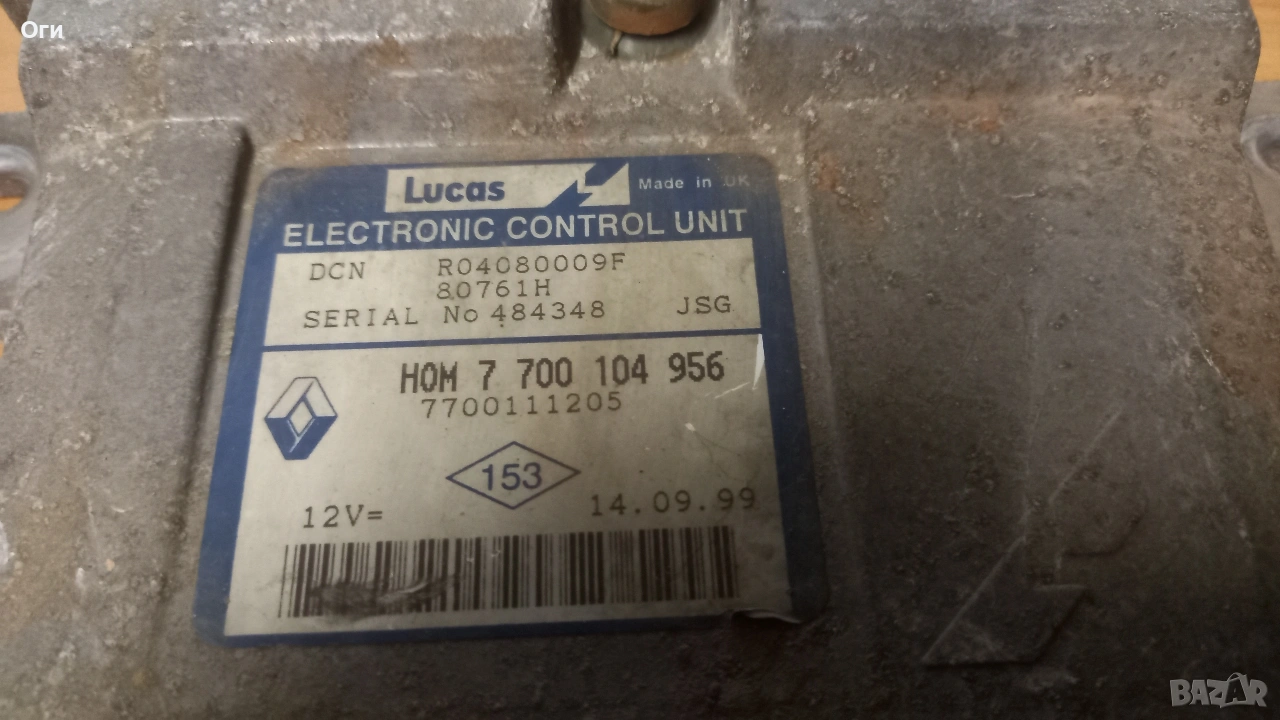 Оги
Lucas
Made in UK
ELECTRONIC CONTROL UNIT
DCN R04080009F
80761H
SERIAL No 484348 JSG
HOM 7 700 104 956
7700111205
153
12V= 14.09.99
BAZAR